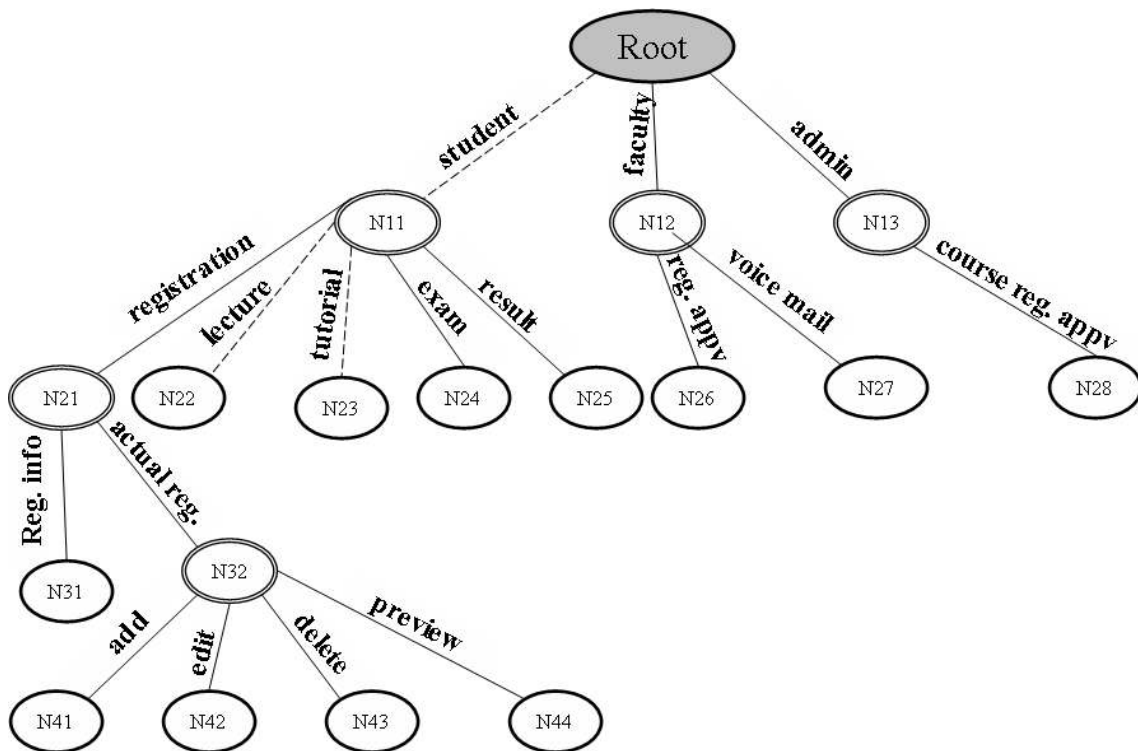 Root
student
faculty
admin
N11
N12
N13
registration
lecture
tutorial
exam
result
reg. appv
voice mail
course reg. appv
N21
N22
N23
N24
N25
N26
N27
N28
Reg. info
actual reg.
N31
N32
add
edit
delete
preview
N41
N42
N43
N44